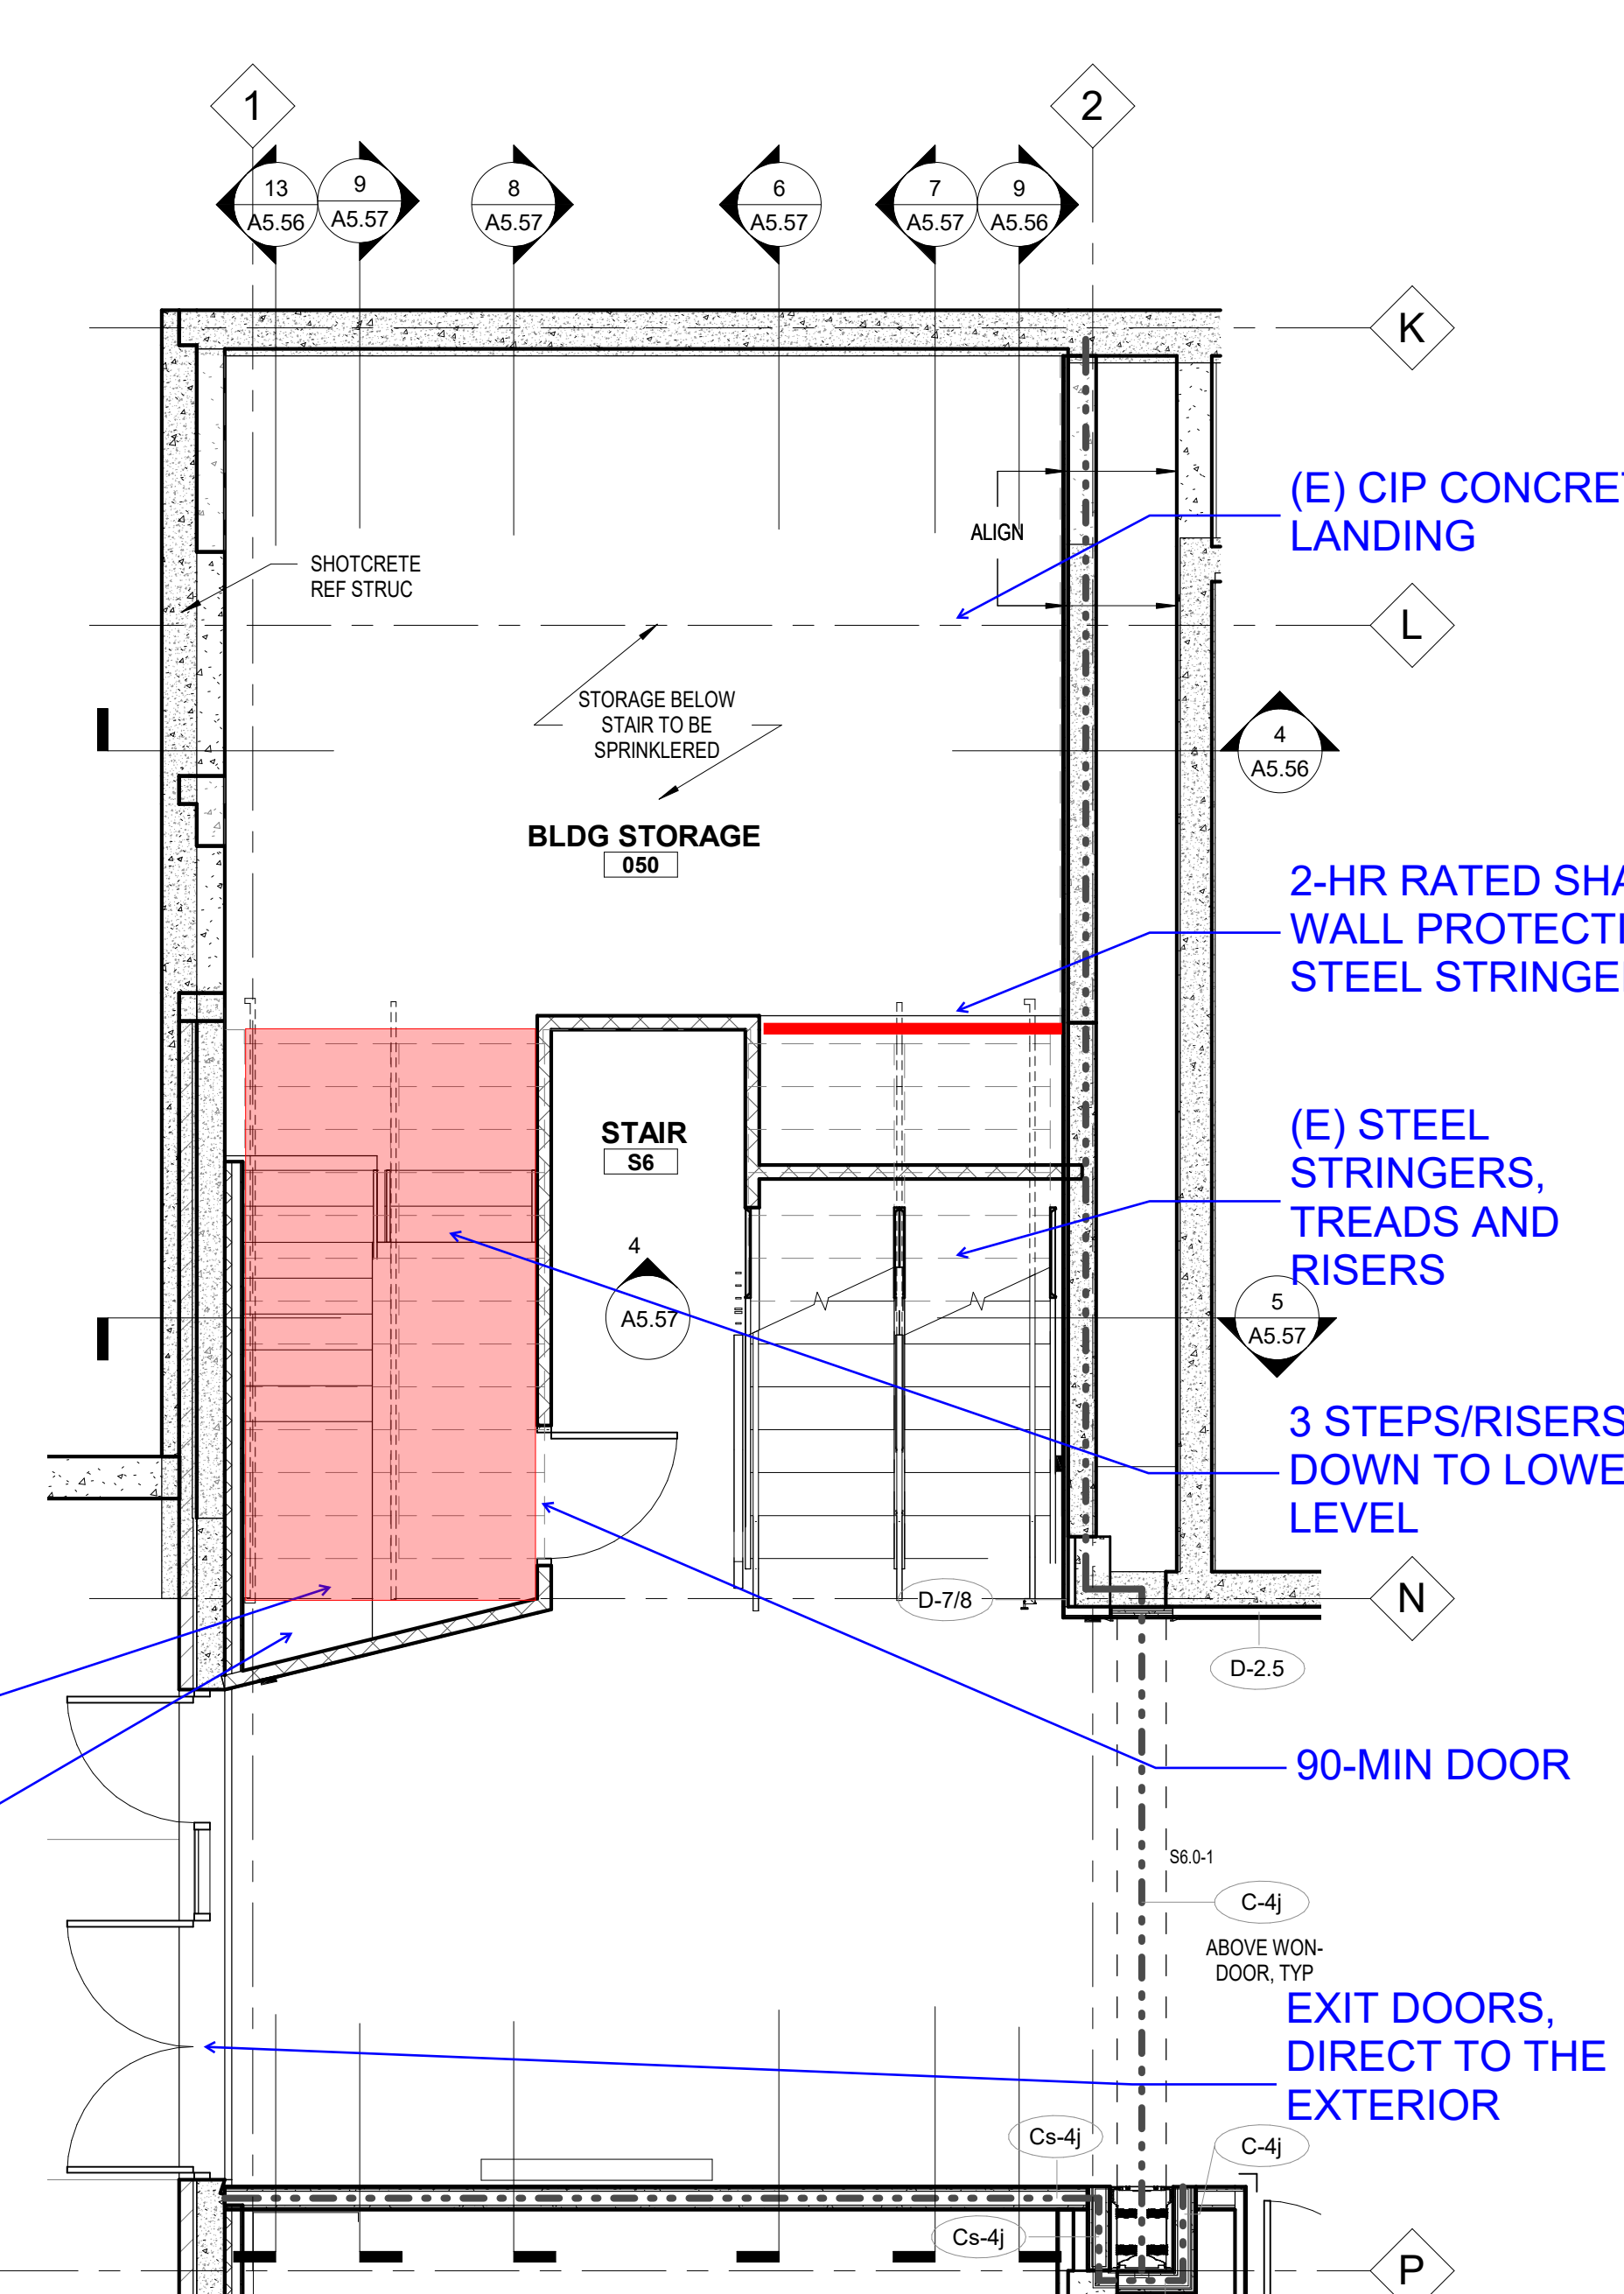 1
2
13
A5.56
9
A5.57
8
A5.57
6
A5.57
7
A5.57
9
A5.56
K
(E) CIP CONCRET
LANDING
ALIGN
SHOTCRETE
REF STRUC
L
STORAGE BELOW
STAIR TO BE
SPRINKLERED
4
A5.56
BLDG STORAGE
050
2-HR RATED SHA
WALL PROTECTI
STEEL STRINGE
STAIR
S6
(E) STEEL
STRINGERS,
TREADS AND
RISERS
4
A5.57
5
A5.57
3 STEPS/RISERS
DOWN TO LOWE
LEVEL
D-7/8
N
D-2.5
90-MIN DOOR
S6.0-1
C-4j
ABOVE WON-
DOOR, TYP
EXIT DOORS,
DIRECT TO THE
EXTERIOR
Cs-4j
C-4j
Cs-4j
P